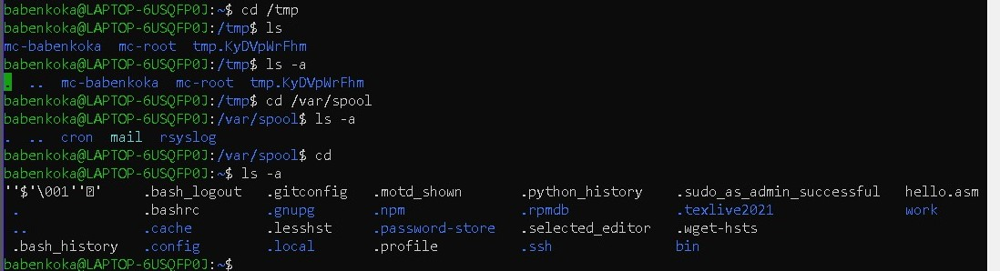 babenkoka@LAPTOP-6USQFP0J:~$ cd /tmp
babenkoka@LAPTOP-6USQFP0J:/tmp$ ls
mc-babenkoka  mc-root  tmp.KyDVpWrFhm
babenkoka@LAPTOP-6USQFP0J:/tmp$ ls -a
.  ..  mc-babenkoka  mc-root  tmp.KyDVpWrFhm
babenkoka@LAPTOP-6USQFP0J:/tmp$ cd /var/spool
babenkoka@LAPTOP-6USQFP0J:/var/spool$ ls -a
.  ..  cron  mail  rsyslog
babenkoka@LAPTOP-6USQFP0J:/var/spool$ cd
babenkoka@LAPTOP-6USQFP0J:~$ ls -a
''$'\001''�'  .bash_logout  .gitconfig  .motd_shown  .python_history  .sudo_as_admin_successful  hello.asm
.  .bashrc  .gnupg  .npm  .rpmdb  .texlive2021  work
..  .cache  .lesshst  .password-store  .selected_editor  .wget-hsts
.bash_history  .config  .local  .profile  .ssh  bin
babenkoka@LAPTOP-6USQFP0J:~$